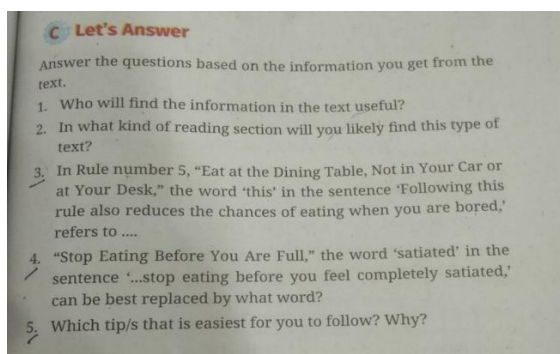 C Let's Answer
Answer the questions based on the information you get from the
text.
1. Who will find the information in the text useful?
2. In what kind of reading section will you likely find this type of
text?
3. In Rule number 5, “Eat at the Dining Table, Not in Your Car or
at Your Desk,” the word ‘this’ in the sentence ‘Following this
rule also reduces the chances of eating when you are bored,’
refers to ....
4. “Stop Eating Before You Are Full,” the word ‘satiated’ in the
sentence ‘...stop eating before you feel completely satiated,’
can be best replaced by what word?
5. Which tip/s that is easiest for you to follow? Why?